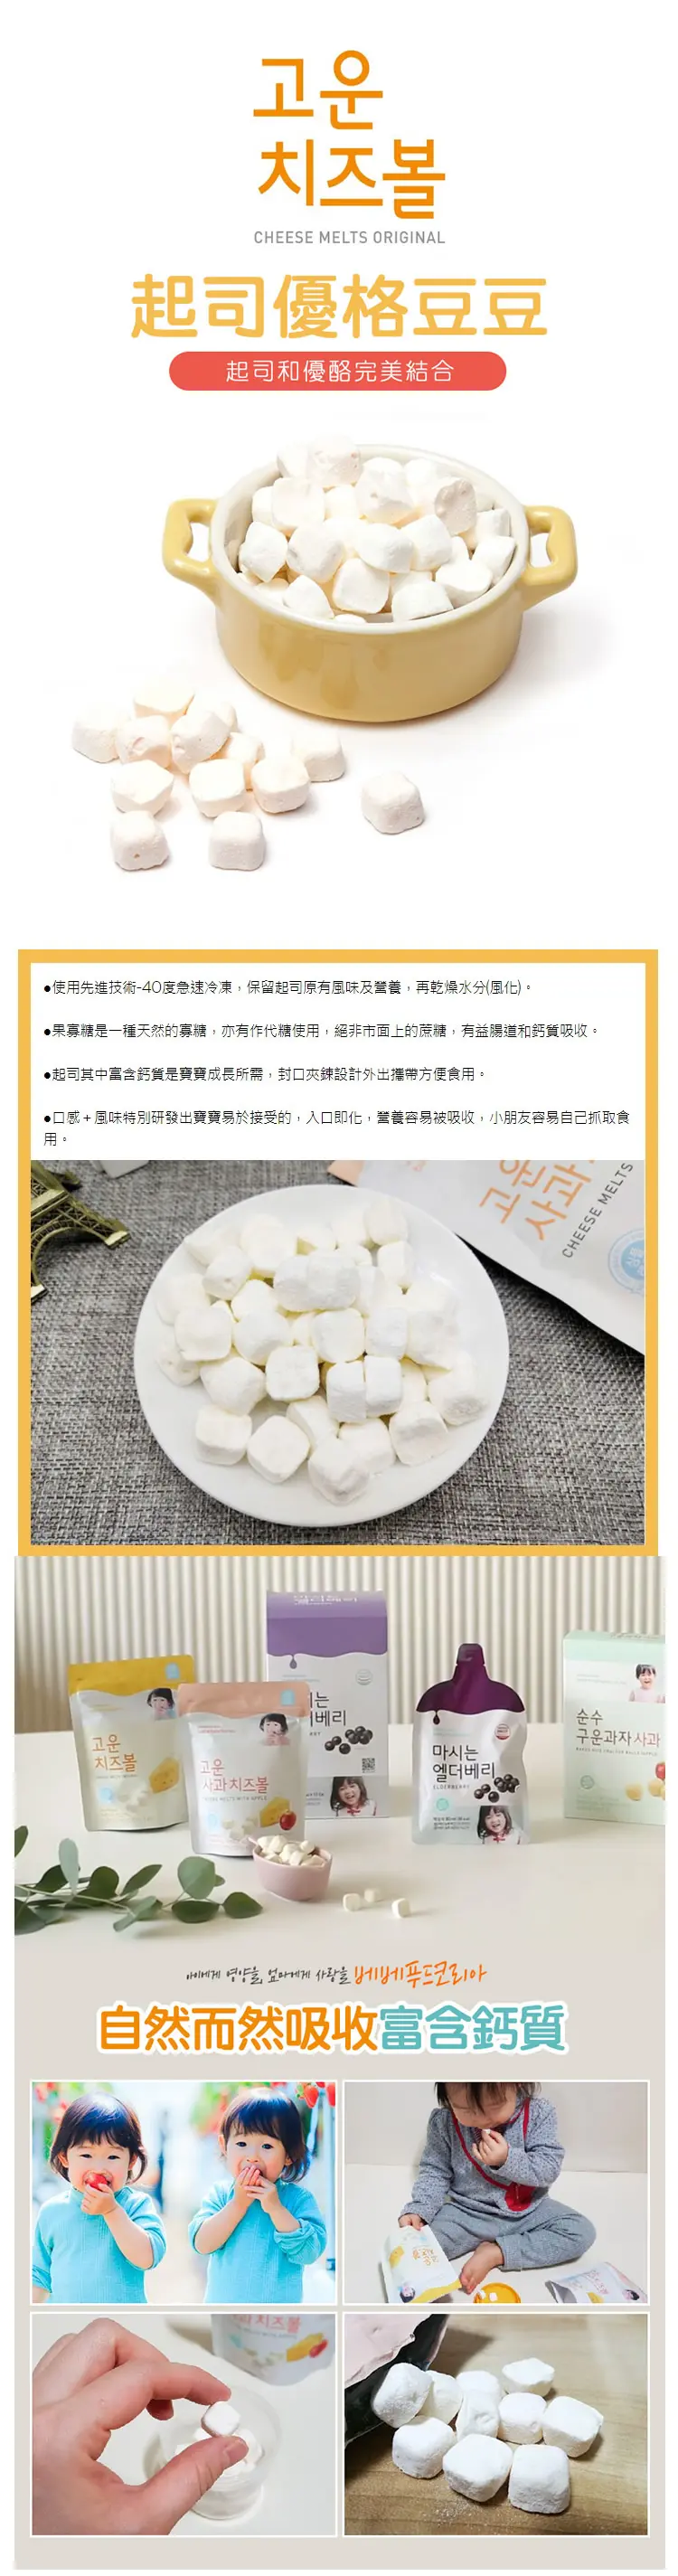 고운
치즈볼
CHEESE MELTS ORIGINAL
起司優格豆豆
起司和優酪完美結合
●使用先進技術-40度急速冷凍，保留起司原有風味及營養，再乾燥水分(風化)。
●果寡糖是一種天然的寡糖，亦有作代糖使用，絕非市面上的蔗糖，有益腸道和鈣質吸收。
●起司其中富含鈣質是寶寶成長所需，封口夾鍊設計外出攜帶方便食用。
●口感+風味特別研發出寶寶易於接受的，入口即化，營養容易被吸收，小朋友容易自己抓取食
用。
고운
사과
CHEESE MELTS
고운
치즈볼
고운
사과치즈볼
시는
베리
마시는
엘더베리
ELDERBERRY
순수
구운과자 사과
아이에게 영양을, 엄마에게 사랑을 베베푸드코리아
自然而然吸收富含鈣質
치즈볼